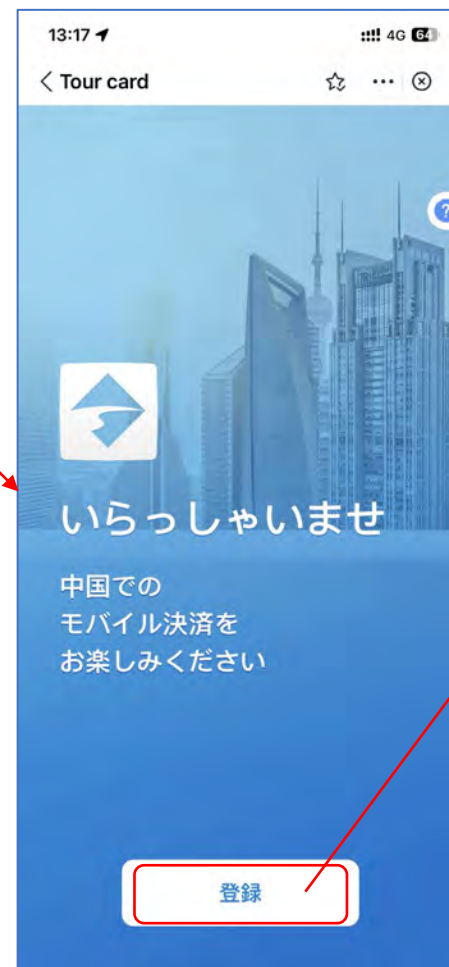 13:17
4G 64
Tour card
?
いらっしゃいませ
中国での
モバイル決済を
お楽しみください
登録